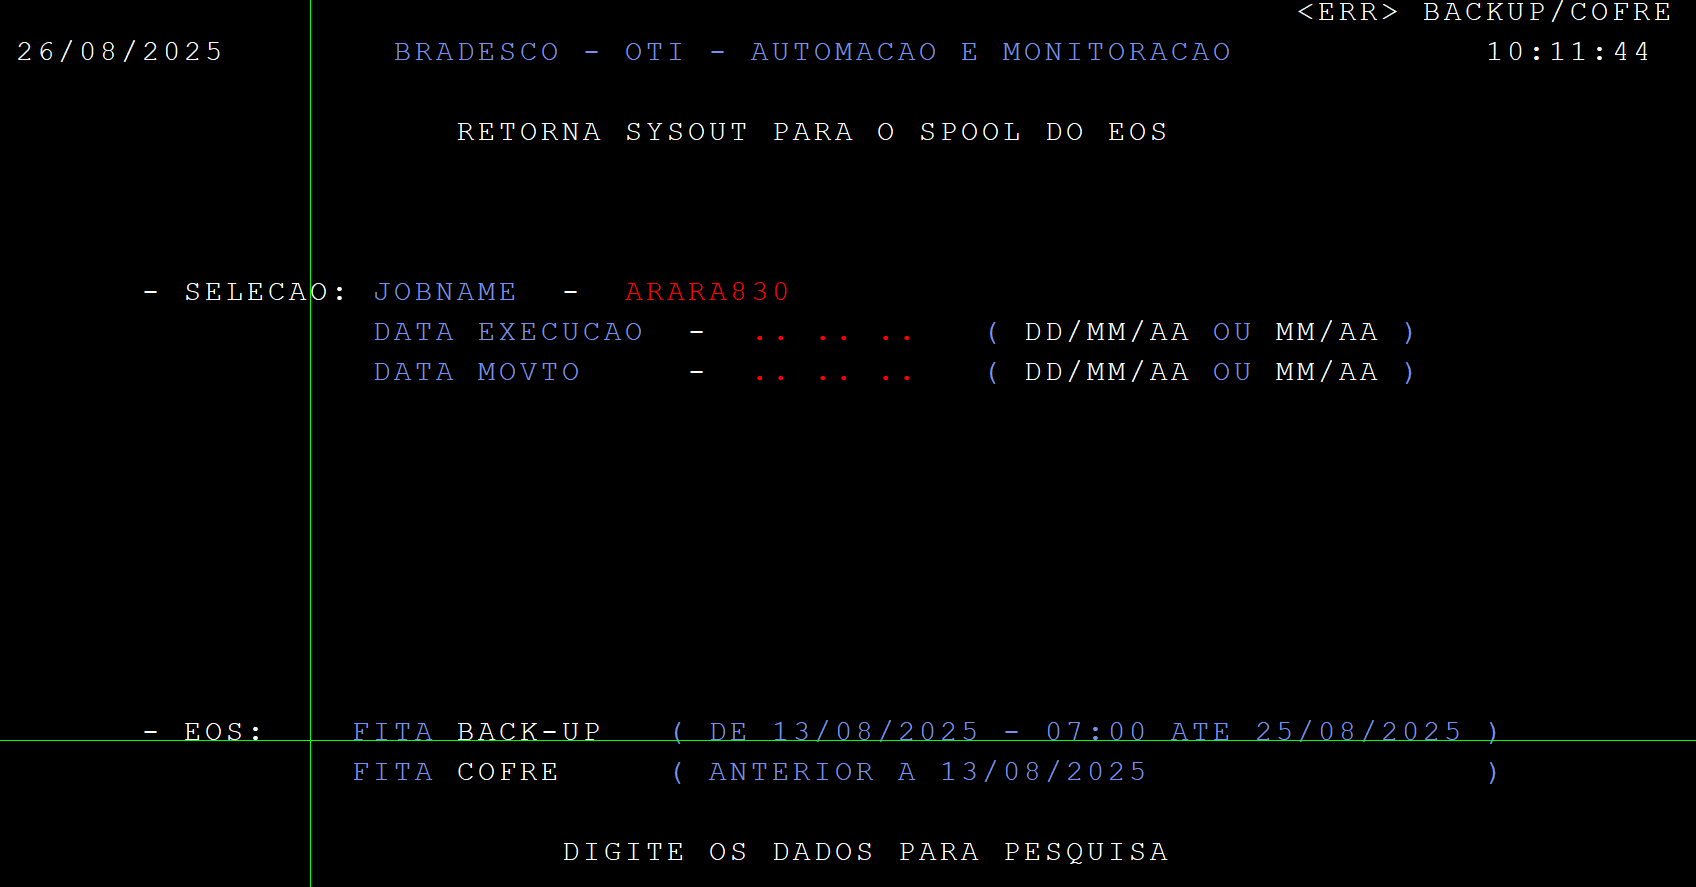 <ERR> BACKUP/COFRE
26/08/2025 BRADESCO - OTI - AUTOMACAO E MONITORACAO 10:11:44
RETORNA SYSOUT PARA O SPOOL DO EOS
- SELECAO: JOBNAME - ARARA830
DATA EXECUCAO - .. .. .. ( DD/MM/AA OU MM/AA )
DATA MOVTO - .. .. .. ( DD/MM/AA OU MM/AA )
- EOS: FITA BACK-UP ( DE 13/08/2025 - 07:00 ATE 25/08/2025 )
FITA COFRE ( ANTERIOR A 13/08/2025 )
DIGITE OS DADOS PARA PESQUISA